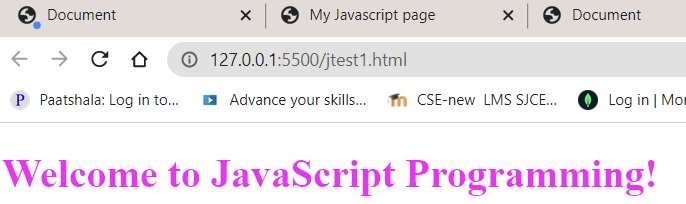 Document My Javascript page Document
127.0.0.1:5500/jtest1.html
P Paatshala: Log in to... Advance your skills... CSE-new LMS SJCE... Log in | Mor
Welcome to JavaScript Programming!